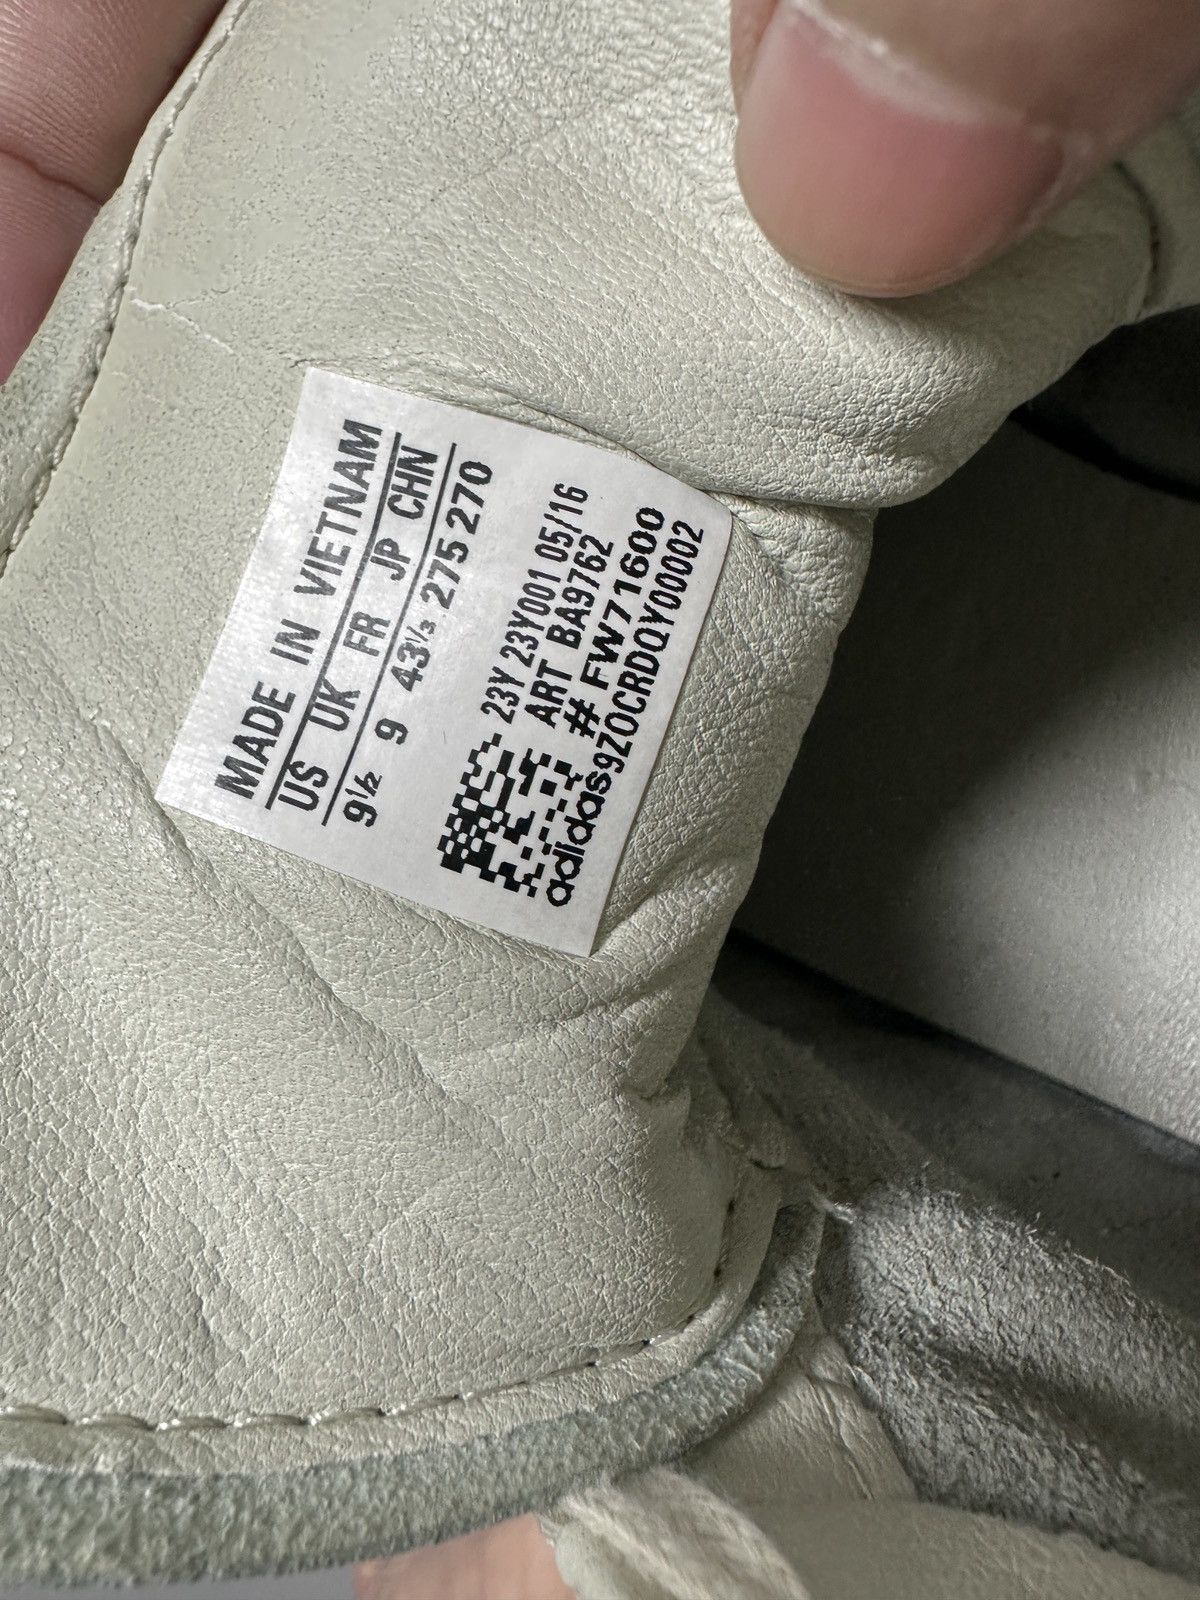 MADE IN VIETNAM
US UK FR JP CHN
9½ 9 43⅓ 275 270
23Y 23Y001 05/16
ART BA9762
# FW71600
adidas 9ZOCRDQY00002